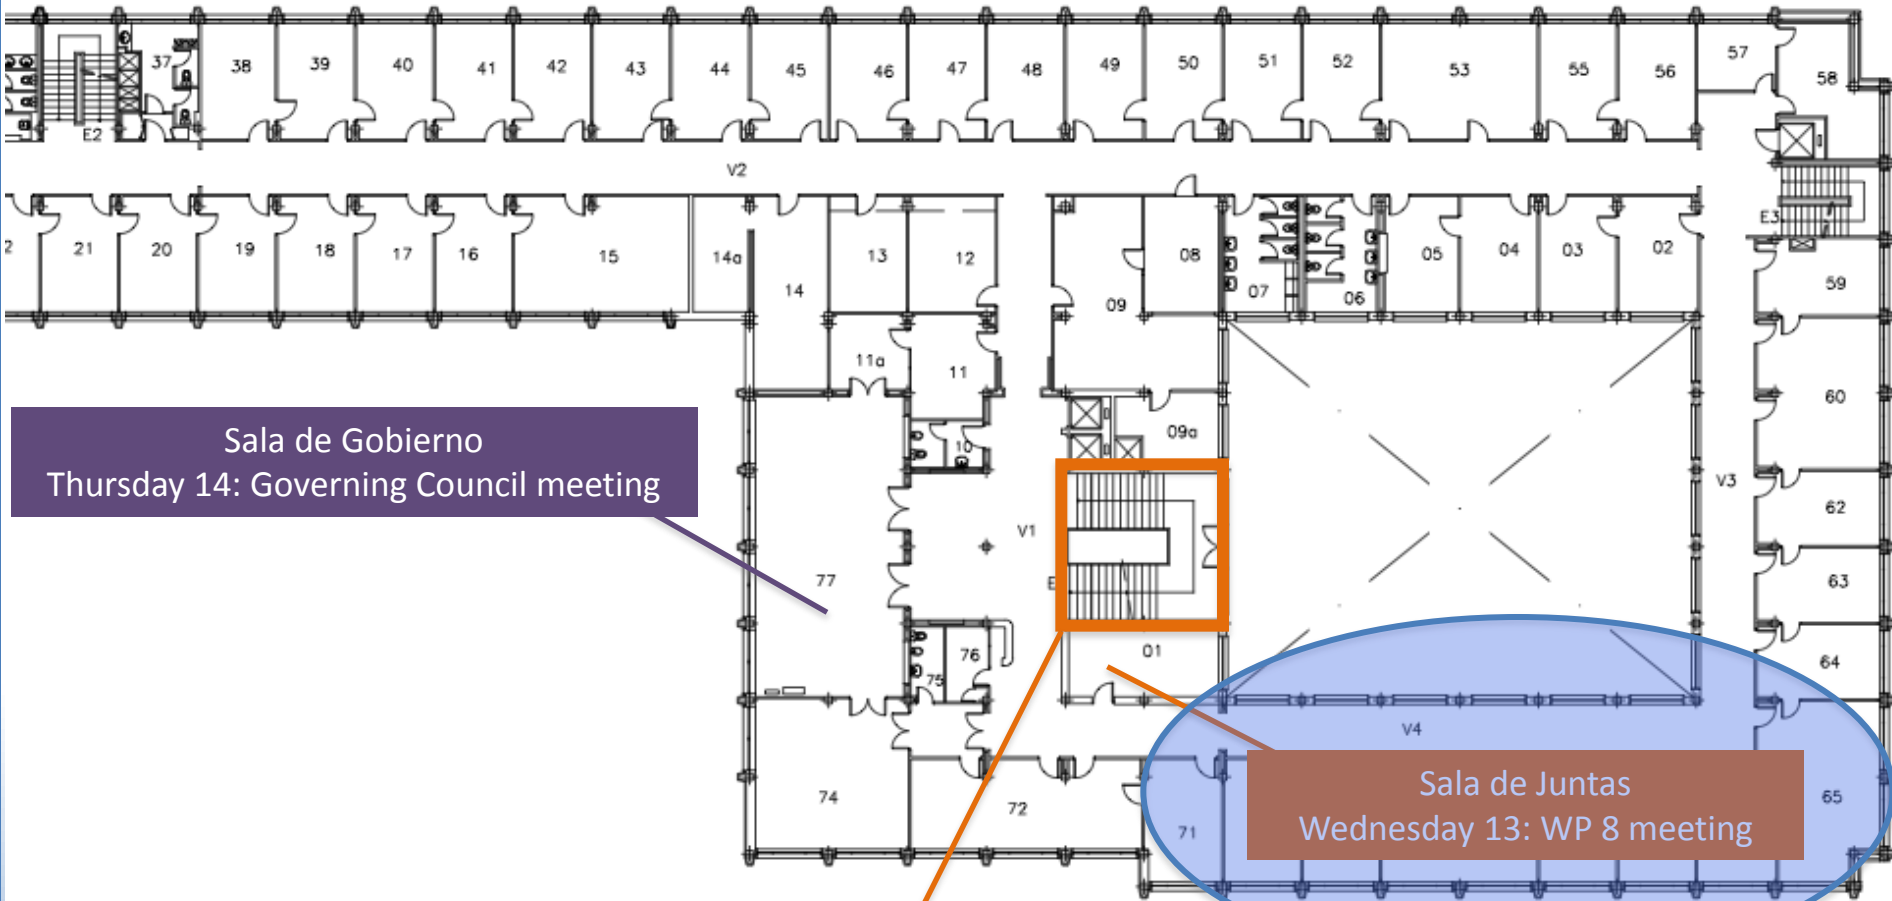 37 38 39 40 41 42 43 44 45 46 47 48 49 50 51 52 53 55 56 57 58
E2
V2
E3
21 20 19 18 17 16 15 14a 13 12 08 05 04 03 02
14 09 07 06 59
11a 11
60
09a
10
Sala de Gobierno
Thursday 14: Governing Council meeting
V1
V3
62
77
63
01
76
75
64
V4
74
72
71
65
Sala de Juntas
Wednesday 13: WP 8 meeting